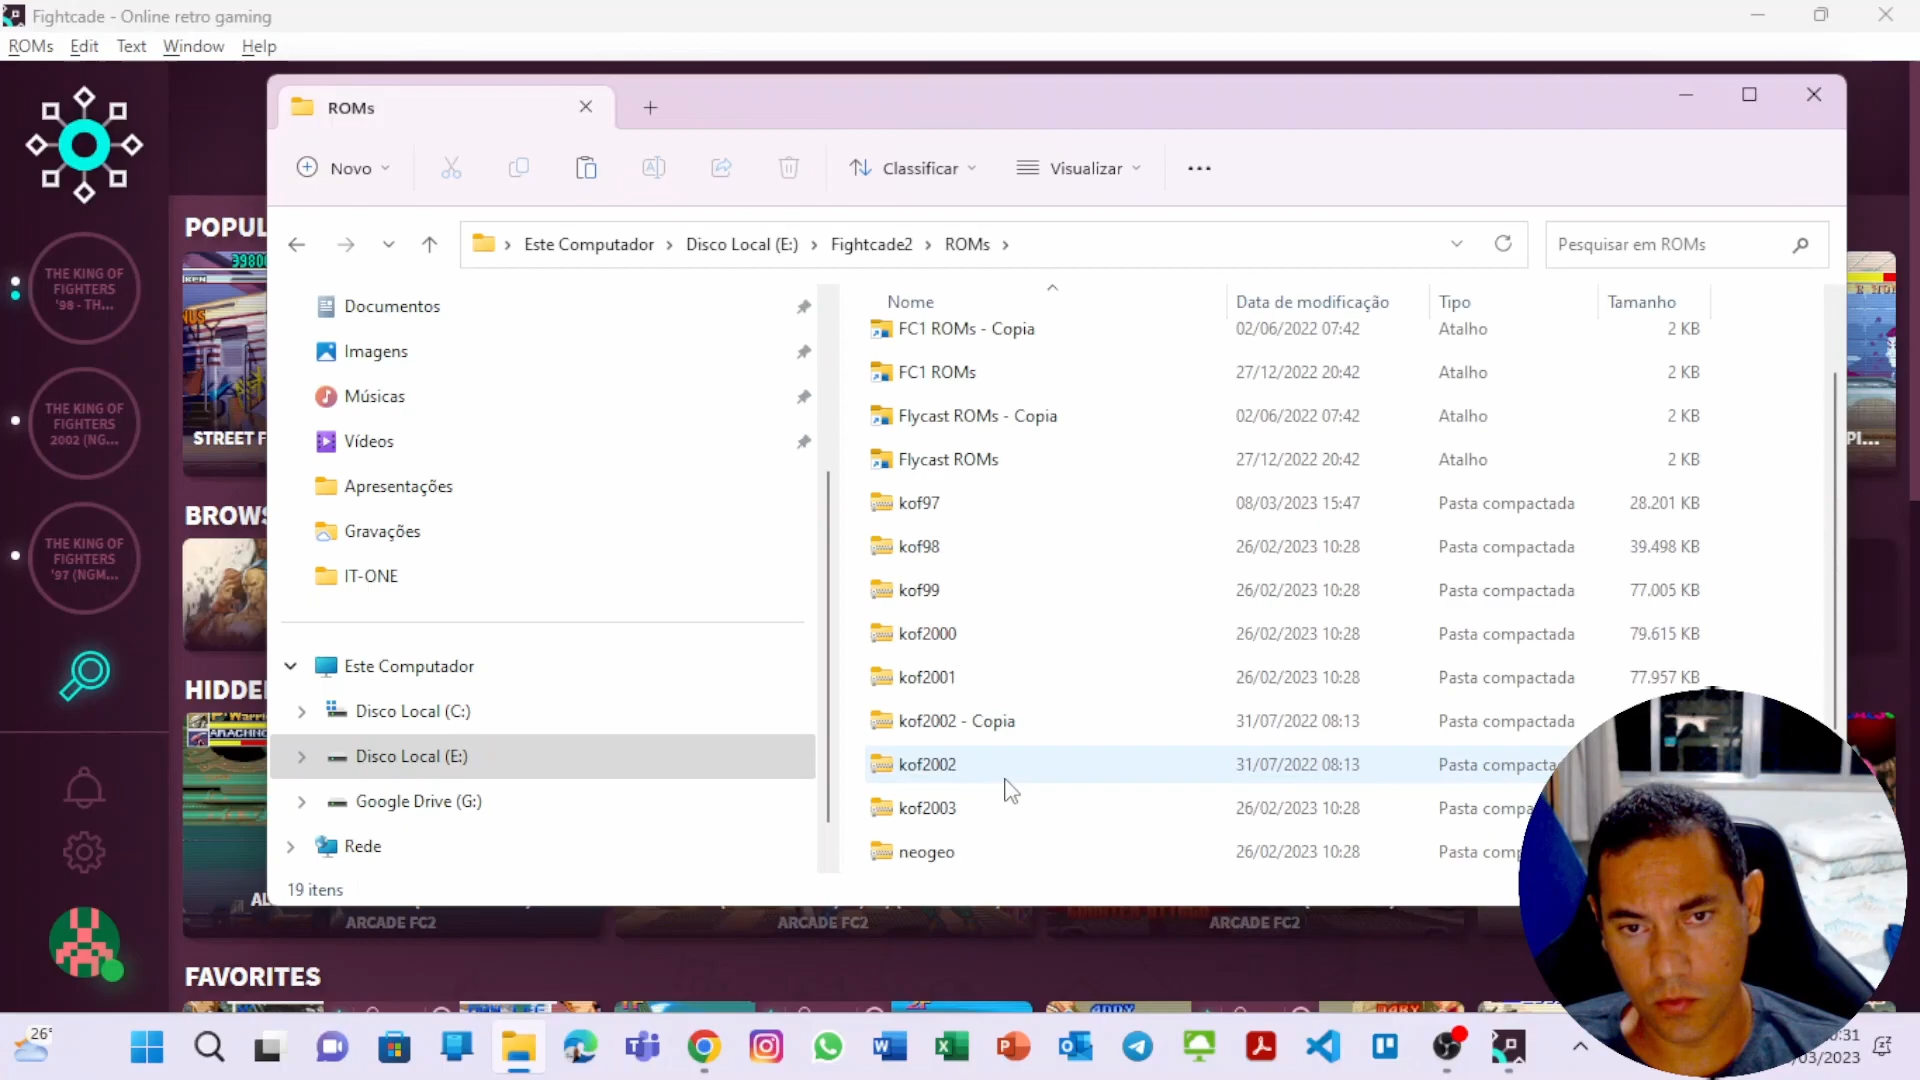 Fightcade - Online retro gaming
ROMs Edit Text Window Help
ROMs
Novo
Classificar
Visualizar
Este Computador > Disco Local (E:) > Fightcade2 > ROMs >
Pesquisar em ROMs
THE KING OF
FIGHTERS
'98 - TH...
THE KING OF
FIGHTERS
2002 (NG...
THE KING OF
FIGHTERS
'97 (NGM...
POPUL
39800
KEN
STREET F
PI...
BROWS
HIDDE
AL
ARCADE FC2
ARCADE FC2
ARCADE FC2
FAVORITES
Documentos
Imagens
Músicas
Vídeos
Apresentações
Gravações
IT-ONE
Este Computador
Disco Local (C:)
Disco Local (E:)
Google Drive (G:)
Rede
19 itens
Nome Data de modificação Tipo Tamanho
FC1 ROMs - Copia 02/06/2022 07:42 Atalho 2 KB
FC1 ROMs 27/12/2022 20:42 Atalho 2 KB
Flycast ROMs - Copia 02/06/2022 07:42 Atalho 2 KB
Flycast ROMs 27/12/2022 20:42 Atalho 2 KB
kof97 08/03/2023 15:47 Pasta compactada 28.201 KB
kof98 26/02/2023 10:28 Pasta compactada 39.498 KB
kof99 26/02/2023 10:28 Pasta compactada 77.005 KB
kof2000 26/02/2023 10:28 Pasta compactada 79.615 KB
kof2001 26/02/2023 10:28 Pasta compactada 77.957 KB
kof2002 - Copia 31/07/2022 08:13 Pasta compactada
kof2002 31/07/2022 08:13 Pasta compacta
kof2003 26/02/2023 10:28 Pasta compa
neogeo 26/02/2023 10:28 Pasta comp
26°
:31
/03/2023